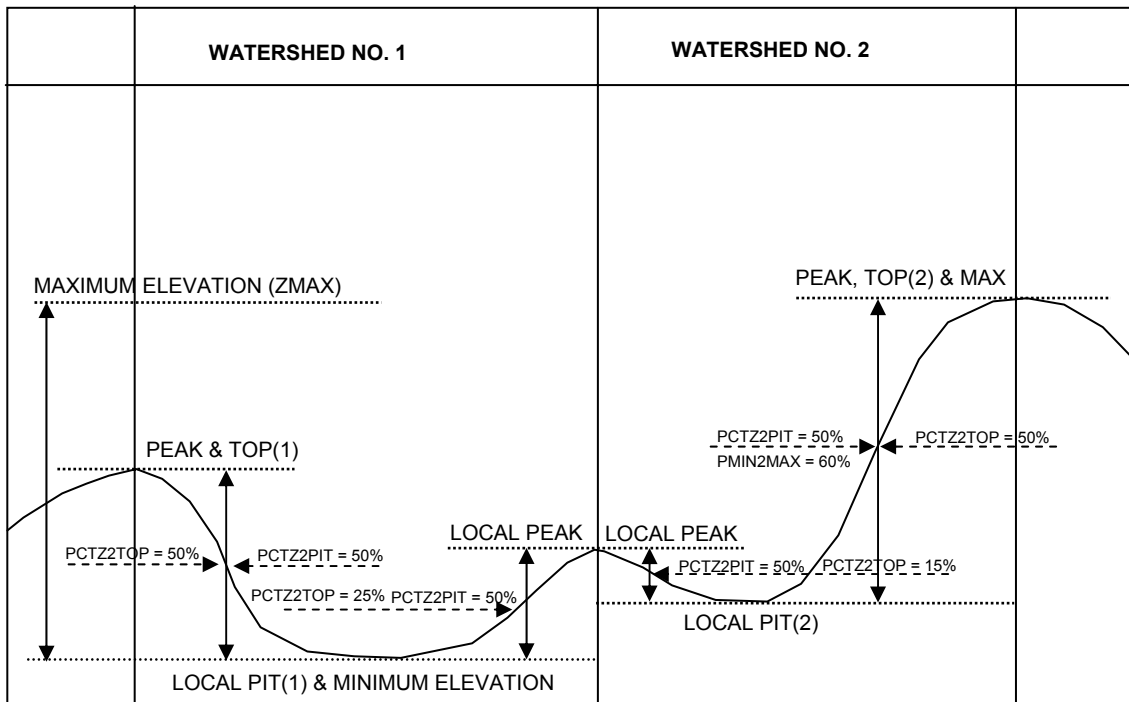 WATERSHED NO. 1
WATERSHED NO. 2
MAXIMUM ELEVATION (ZMAX)
PEAK, TOP(2) & MAX
PEAK & TOP(1)
PCTZ2PIT = 50%
PCTZ2TOP = 50%
PMIN2MAX = 60%
LOCAL PEAK
LOCAL PEAK
PCTZ2TOP = 50%
PCTZ2PIT = 50%
PCTZ2PIT = 50%
PCTZ2TOP = 15%
PCTZ2TOP = 25%
PCTZ2PIT = 50%
LOCAL PIT(2)
LOCAL PIT(1) & MINIMUM ELEVATION